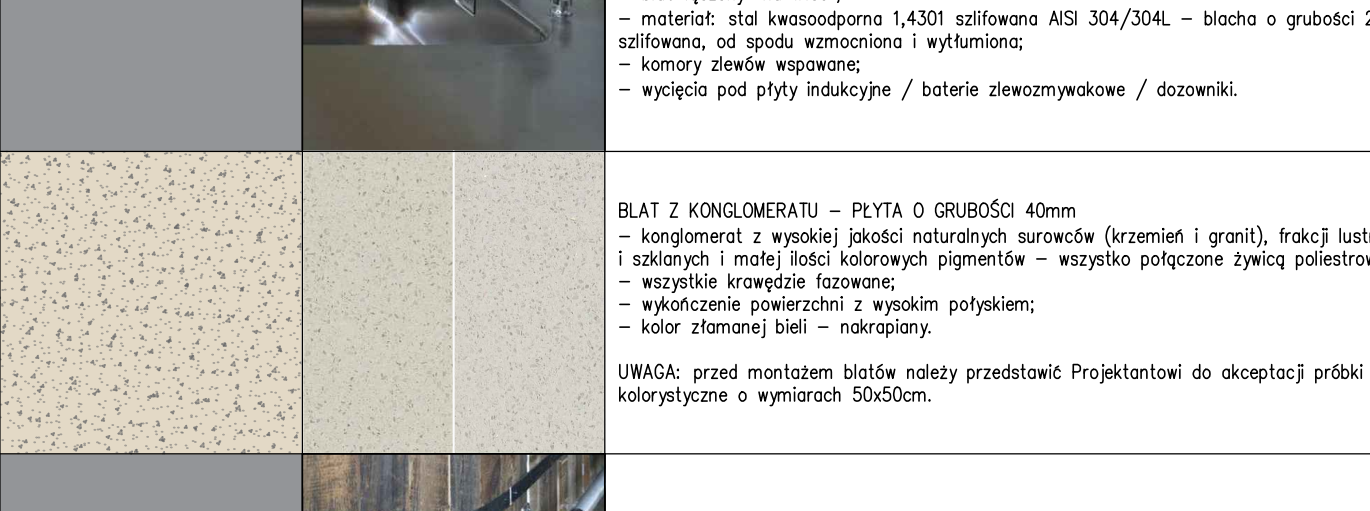 – materiał: stal kwasoodporna 1,4301 szlifowana AISI 304/304L – blacha o grubości
szlifowana, od spodu wzmocniona i wytłumiona;
– komory zlewów wspawane;
– wycięcia pod płyty indukcyjne / baterie zlewozmywakowe / dozowniki.
BLAT Z KONGLOMERATU – PŁYTA O GRUBOŚCI 40mm
– konglomerat z wysokiej jakości naturalnych surowców (krzemień i granit), frakcji
i szklanych i małej ilości kolorowych pigmentów – wszystko połączone żywicą
– wszystkie krawędzie fazowane;
– wykończenie powierzchni z wysokim połyskiem;
– kolor złamanej bieli – nakrapiany.
UWAGA: przed montażem blatów należy przedstawić Projektantowi do akceptacji próbki
kolorystyczne o wymiarach 50x50cm.